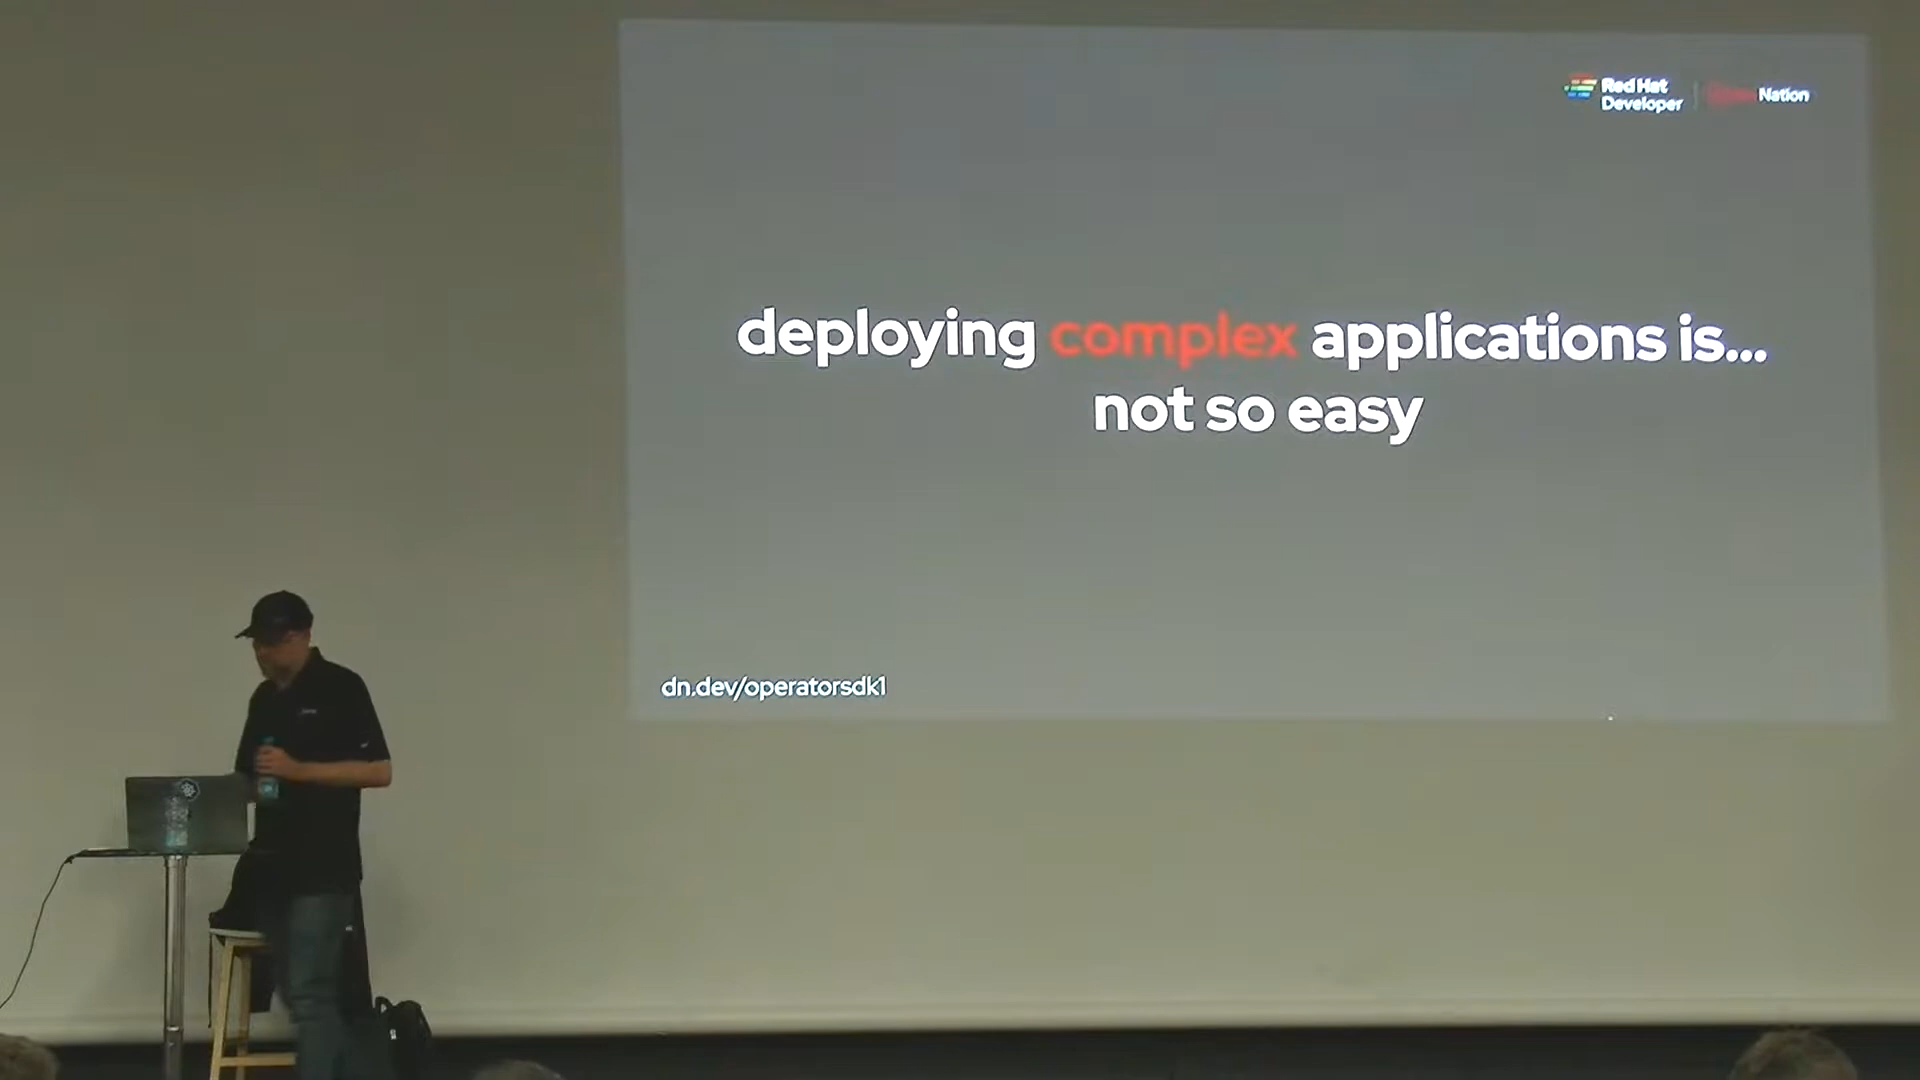 Red Hat
Developer
Nation
deploying complex applications is...
not so easy
dn.dev/operatorsdk1